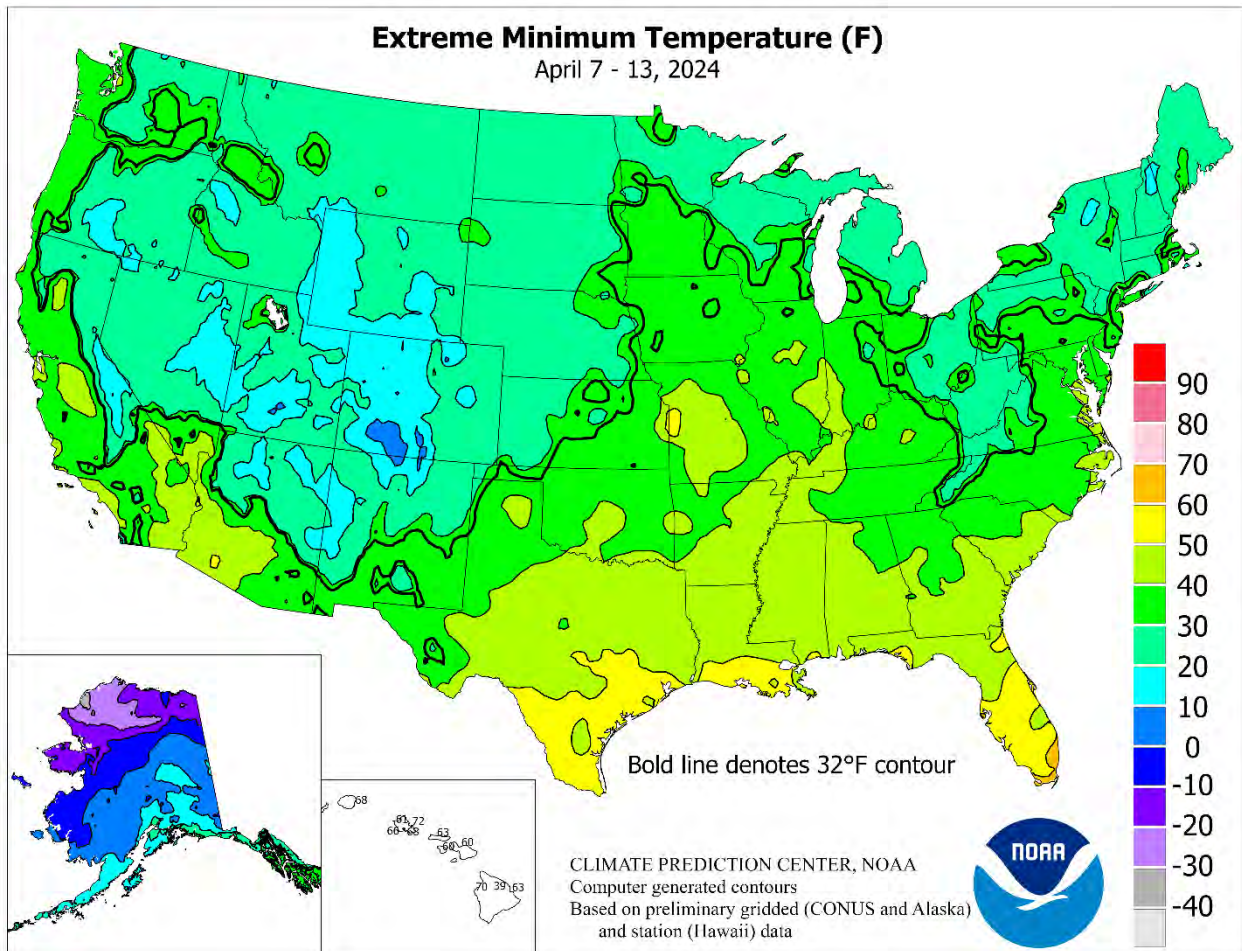 Extreme Minimum Temperature (F)
April 7 - 13, 2024
90
80
70
60
50
40
30
20
10
0
-10
-20
-30
-40
Bold line denotes 32°F contour
68
72
63
60
70 39 63
CLIMATE PREDICTION CENTER, NOAA
Computer generated contours
Based on preliminary gridded (CONUS and Alaska)
and station (Hawaii) data
NOAA